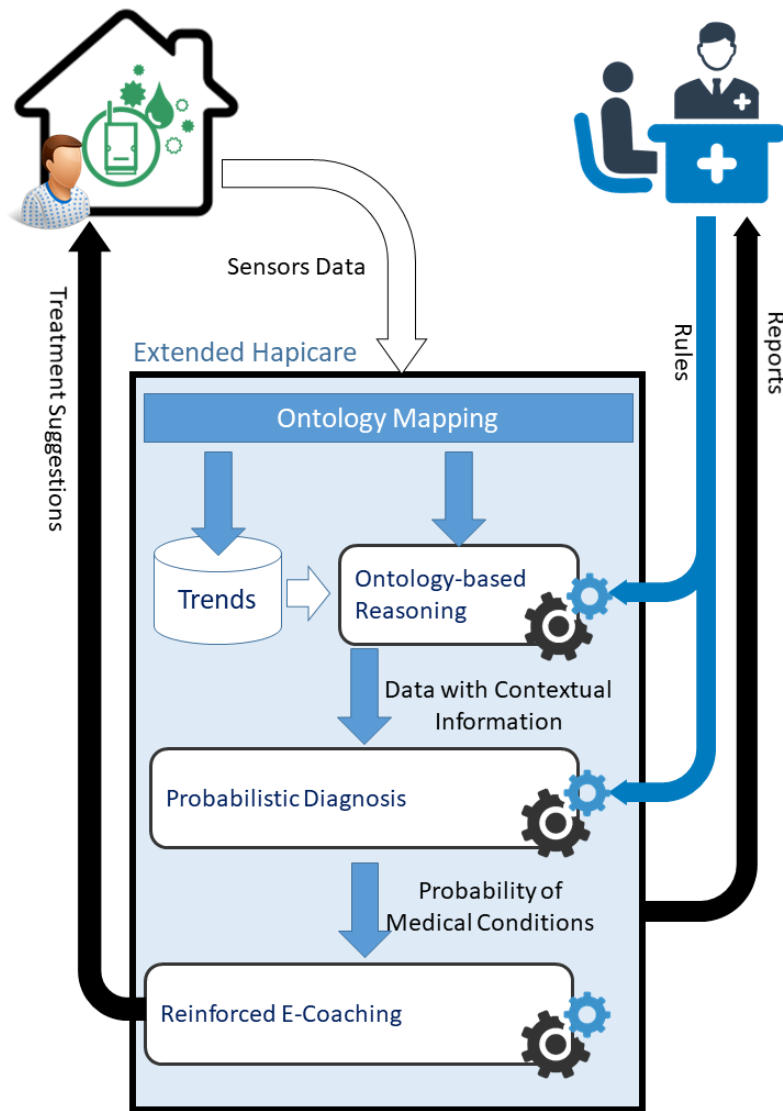 Sensors Data
Treatment Suggestions
Rules
Reports
Extended Hapicare
Ontology Mapping
Trends
Ontology-based
Reasoning
Data with Contextual
Information
Probabilistic Diagnosis
Probability of
Medical Conditions
Reinforced E-Coaching